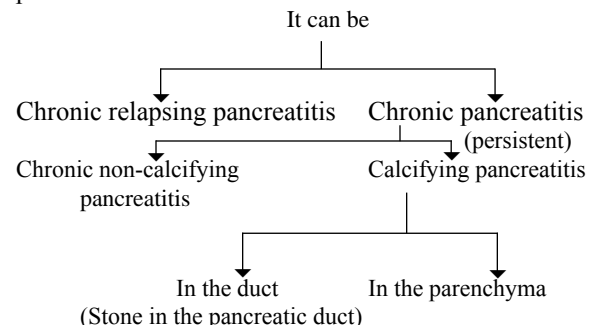 It can be
Chronic relapsing pancreatitis
Chronic pancreatitis
(persistent)
Chronic non-calcifying
pancreatitis
Calcifying pancreatitis
In the duct
(Stone in the pancreatic duct)
In the parenchyma